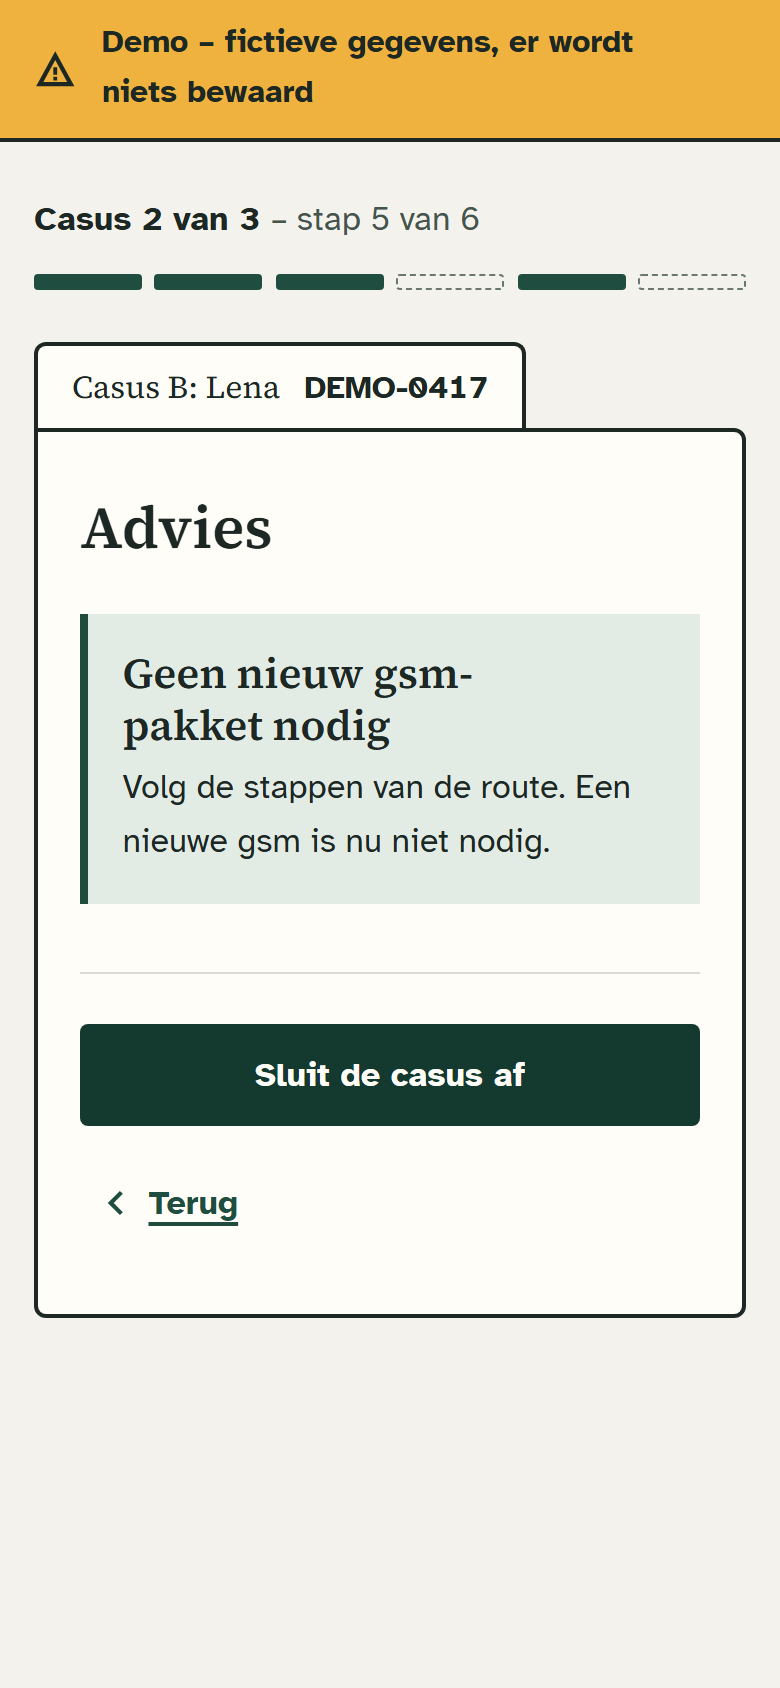 Demo – fictieve gegevens, er wordt
niets bewaard
Casus 2 van 3 – stap 5 van 6
Casus B: Lena DEMO-0417
Advies
Geen nieuw gsm-
pakket nodig
Volg de stappen van de route. Een
nieuwe gsm is nu niet nodig.
Sluit de casus af
Terug